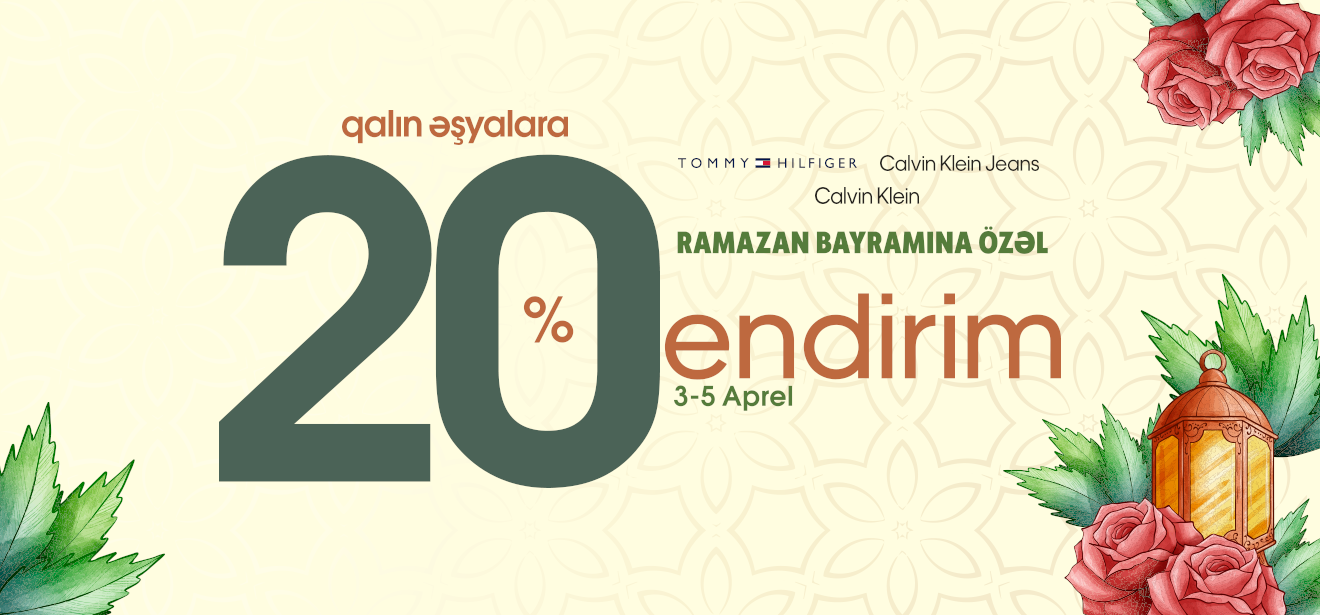 qalın əşyalara
20
%
TOMMY HILFIGER Calvin Klein Jeans
Calvin Klein
RAMAZAN BAYRAMINA ÖZƏL
endirim
3-5 Aprel